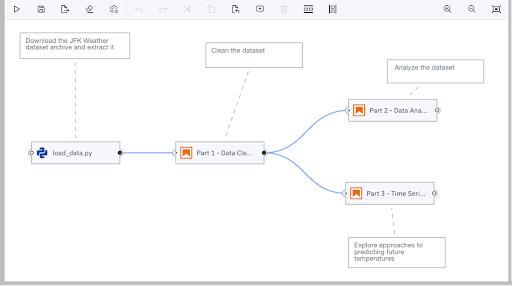 Download the JFK Weather
dataset archive and extract it
Clean the dataset
Analyze the dataset
load_data.py
Part 1 - Data Cle...
Part 2 - Data Ana...
Part 3 - Time Seri...
Explore approaches to
predicting future
temperatures